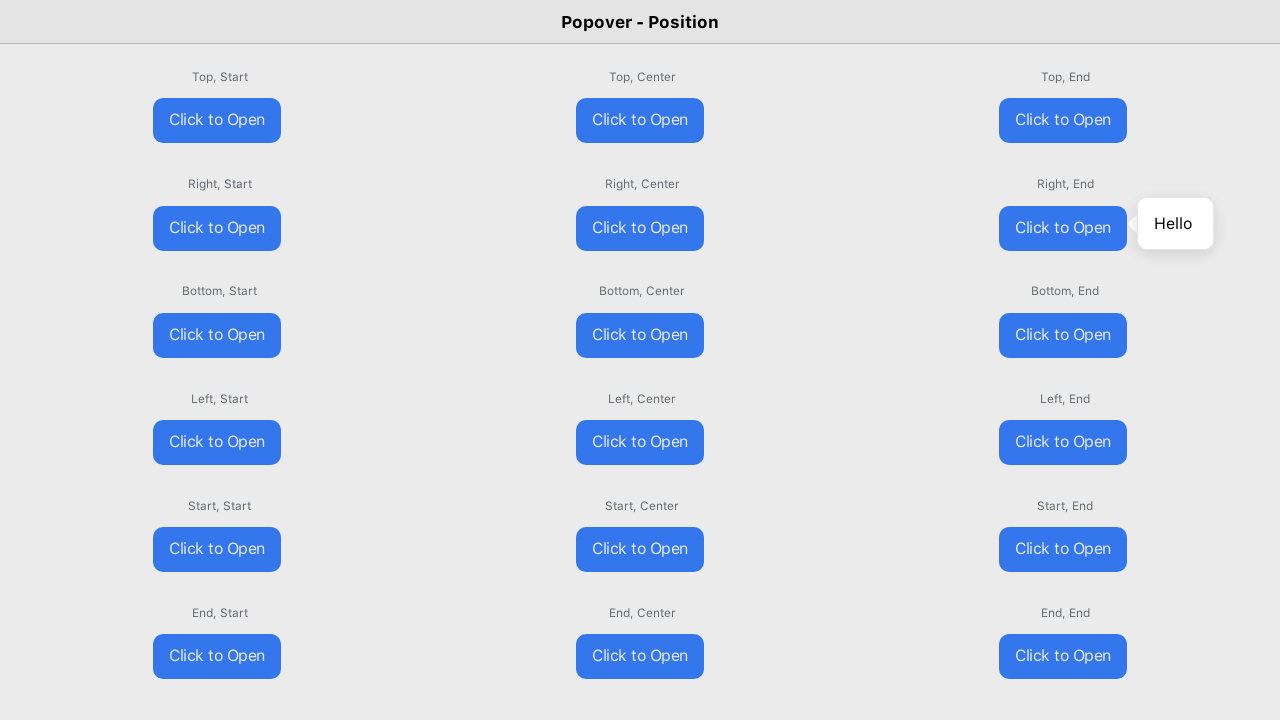 Popover - Position
Top, Start
Top, Center
Top, End
Click to Open
Click to Open
Click to Open
Right, Start
Right, Center
Right, End
Click to Open
Click to Open
Click to Open
Hello
Bottom, Start
Bottom, Center
Bottom, End
Click to Open
Click to Open
Click to Open
Left, Start
Left, Center
Left, End
Click to Open
Click to Open
Click to Open
Start, Start
Start, Center
Start, End
Click to Open
Click to Open
Click to Open
End, Start
End, Center
End, End
Click to Open
Click to Open
Click to Open